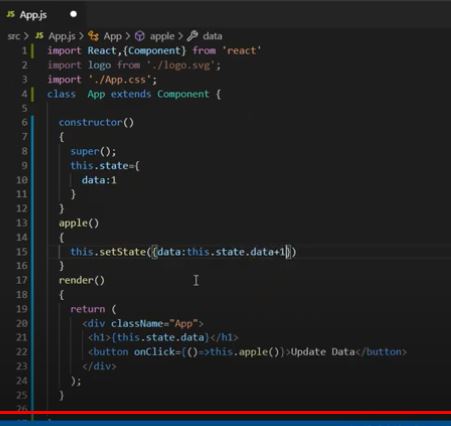 JS App.js
src > JS App.js > App > apple > data
1 import React,{Component} from 'react'
2 import logo from './logo.svg';
3 import './App.css';
4 class  App extends Component {
5
6 constructor()
7 {
8 super();
9 this.state={
10 data:1
11 }
12 }
13 apple()
14 {
15 this.setState({data:this.state.data+1})
16 }
17 render()
18 {
19 return (
20 <div className="App">
21 <h1>{this.state.data}</h1>
22 <button onClick={()=>this.apple()}>Update Data</button>
23 </div>
24 );
25 }
26